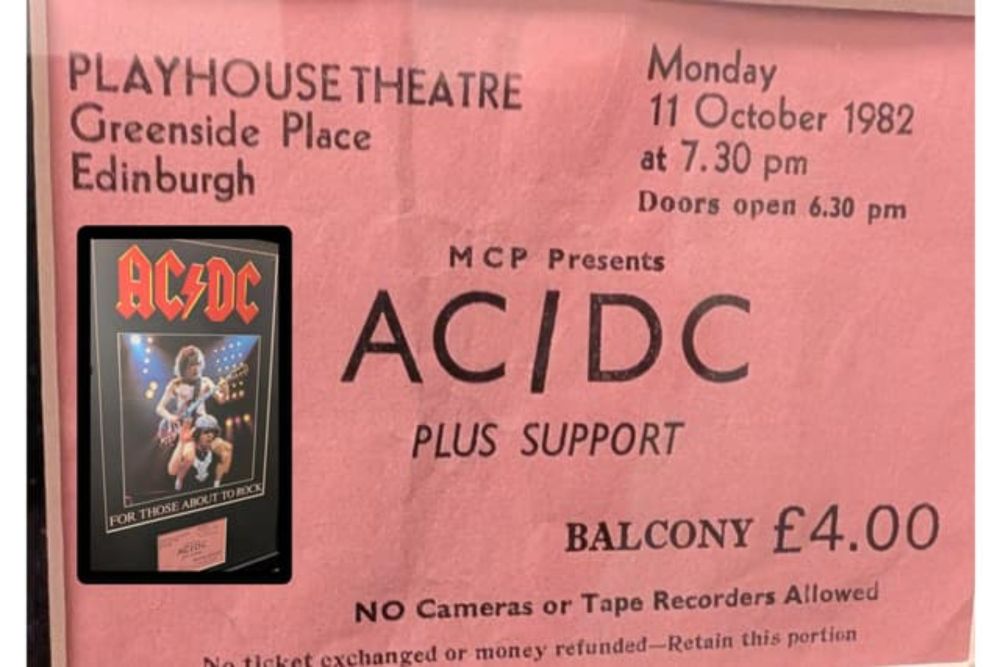 PLAYHOUSE THEATRE
Greenside Place
Edinburgh
Monday
11 October 1982
at 7.30 pm
Doors open 6.30 pm
MCP Presents
AC/DC
PLUS SUPPORT
BALCONY £4.00
NO Cameras or Tape Recorders Allowed
No ticket exchanged or money refunded—Retain this portion
AC/DC
FOR THOSE ABOUT TO ROCK
AC/DC